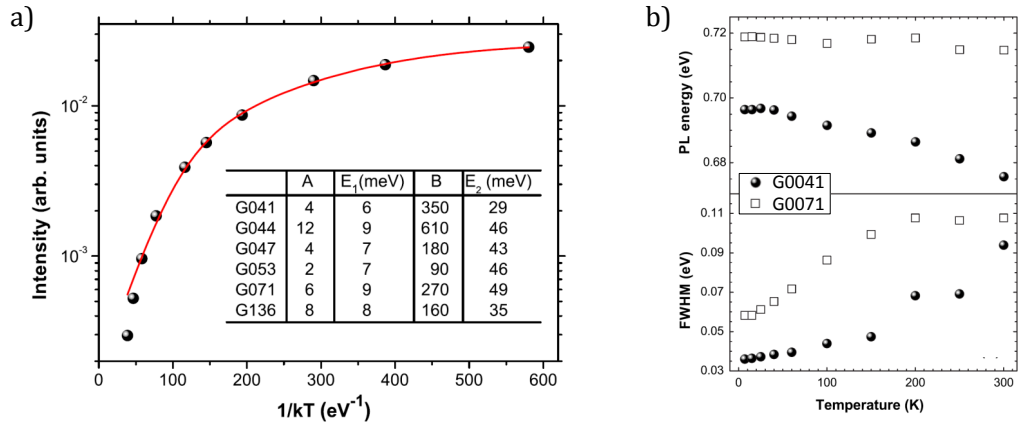 a)
Intensity (arb. units)
10⁻²
10⁻³
A E₁(meV) B E₂(meV)
G041 4 6 350 29
G044 12 9 610 46
G047 4 7 180 43
G053 2 7 90 46
G071 6 9 270 49
G136 8 8 160 35
0 100 200 300 400 500 600
1/kT (eV⁻¹)
b)
PL energy (eV)
0.72
0.70
0.68
G0041
G0071
FWHM (eV)
0.11
0.09
0.07
0.05
0.03
0 50 100 150 200 250 300
Temperature (K)